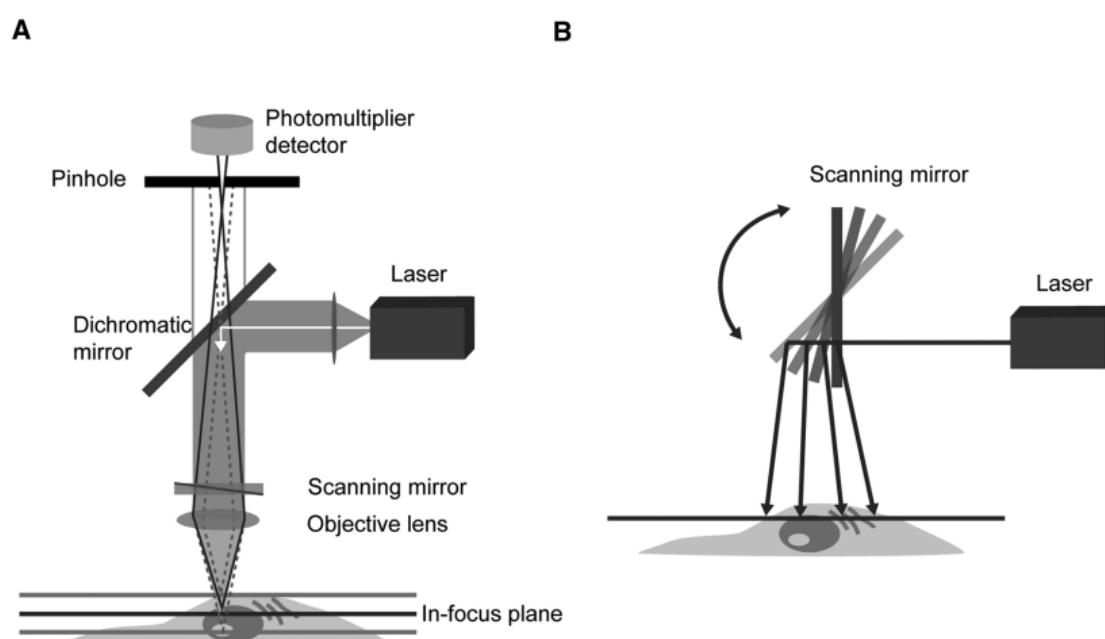 A
Photomultiplier
detector
Pinhole
Laser
Dichromatic
mirror
Scanning mirror
Objective lens
In-focus plane
B
Scanning mirror
Laser